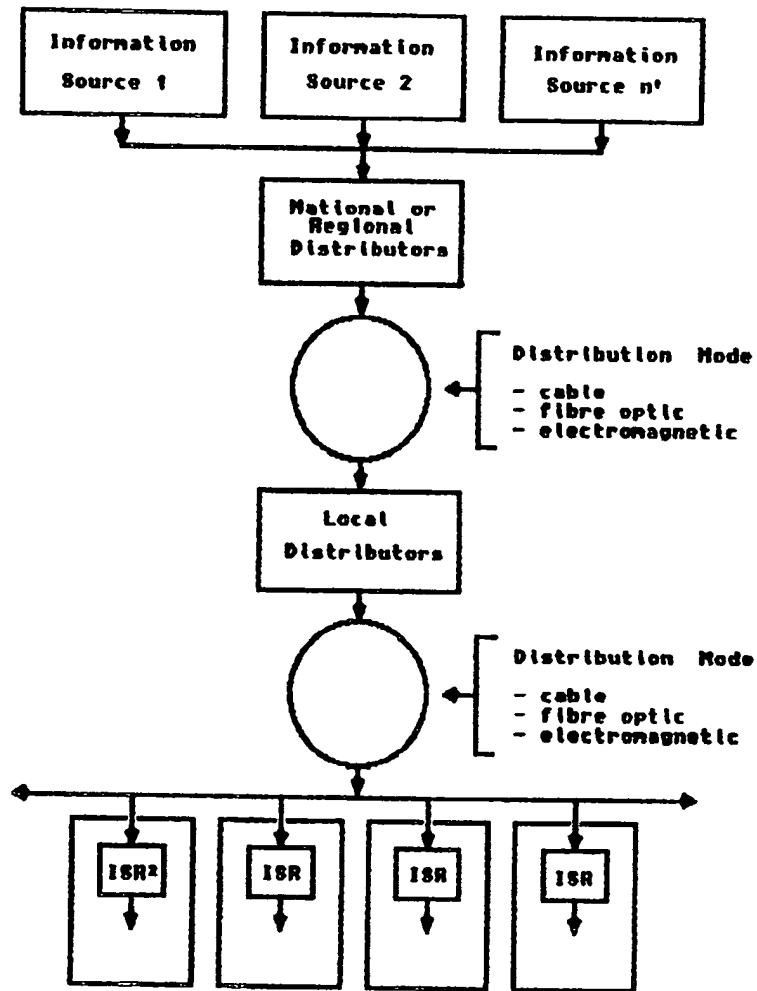 Information
Source 1
Information
Source 2
Information
Source n'
National or
Regional
Distributors
Distribution Mode
- cable
- fibre optic
- electromagnetic
Local
Distributors
Distribution Mode
- cable
- fibre optic
- electromagnetic
ISR²
ISR
ISR
ISR